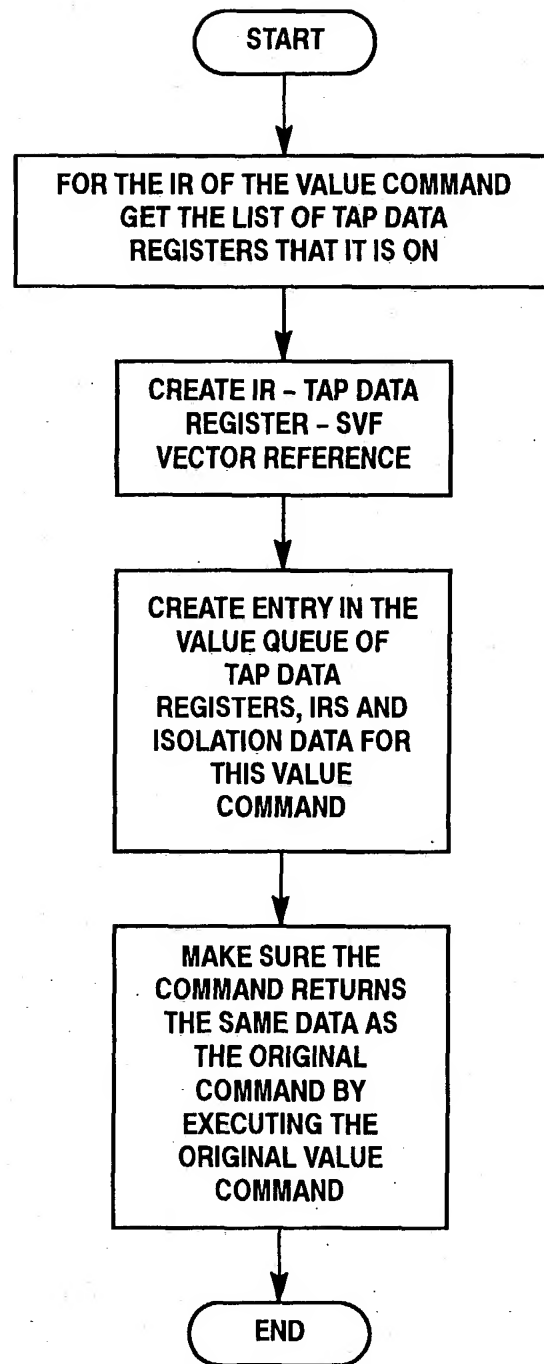 START
FOR THE IR OF THE VALUE COMMAND
GET THE LIST OF TAP DATA
REGISTERS THAT IT IS ON
CREATE IR – TAP DATA
REGISTER – SVF
VECTOR REFERENCE
CREATE ENTRY IN THE
VALUE QUEUE OF
TAP DATA
REGISTERS, IRS AND
ISOLATION DATA FOR
THIS VALUE
COMMAND
MAKE SURE THE
COMMAND RETURNS
THE SAME DATA AS
THE ORIGINAL
COMMAND BY
EXECUTING THE
ORIGINAL VALUE
COMMAND
END